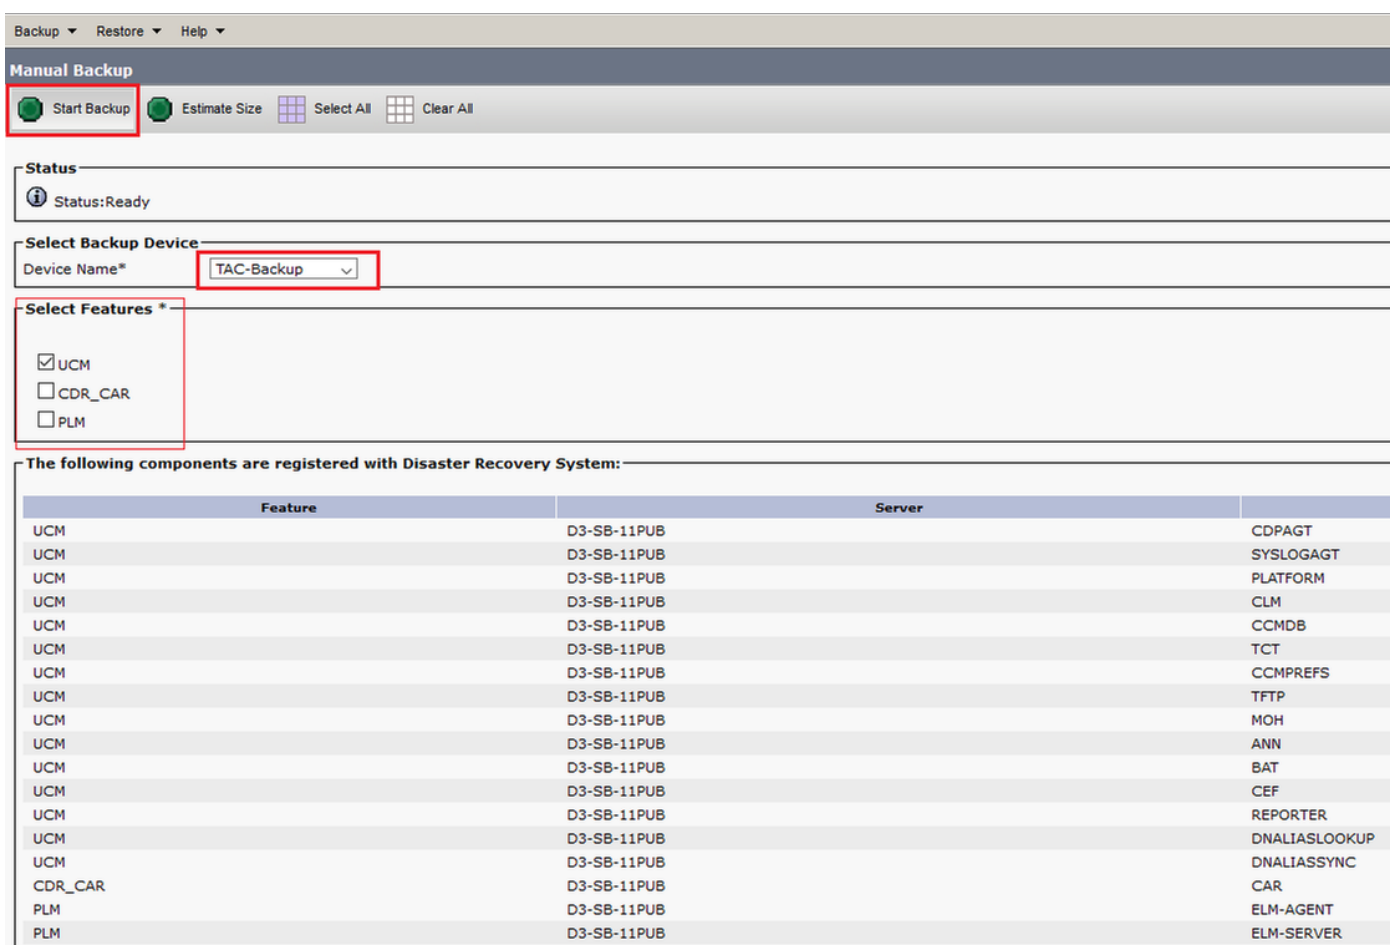 Backup Restore Help
Manual Backup
Start Backup Estimate Size Select All Clear All
Status
Status:Ready
Select Backup Device
Device Name* TAC-Backup
Select Features *
UCM
CDR_CAR
PLM
The following components are registered with Disaster Recovery System:
Feature Server
UCM D3-SB-11PUB CDPAGT
UCM D3-SB-11PUB SYSLOGAGT
UCM D3-SB-11PUB PLATFORM
UCM D3-SB-11PUB CLM
UCM D3-SB-11PUB CCMDB
UCM D3-SB-11PUB TCT
UCM D3-SB-11PUB CCMPREFS
UCM D3-SB-11PUB TFTP
UCM D3-SB-11PUB MOH
UCM D3-SB-11PUB ANN
UCM D3-SB-11PUB BAT
UCM D3-SB-11PUB CEF
UCM D3-SB-11PUB REPORTER
UCM D3-SB-11PUB DNALIASLOOKUP
UCM D3-SB-11PUB DNALIASSYNC
CDR_CAR D3-SB-11PUB CAR
PLM D3-SB-11PUB ELM-AGENT
PLM D3-SB-11PUB ELM-SERVER